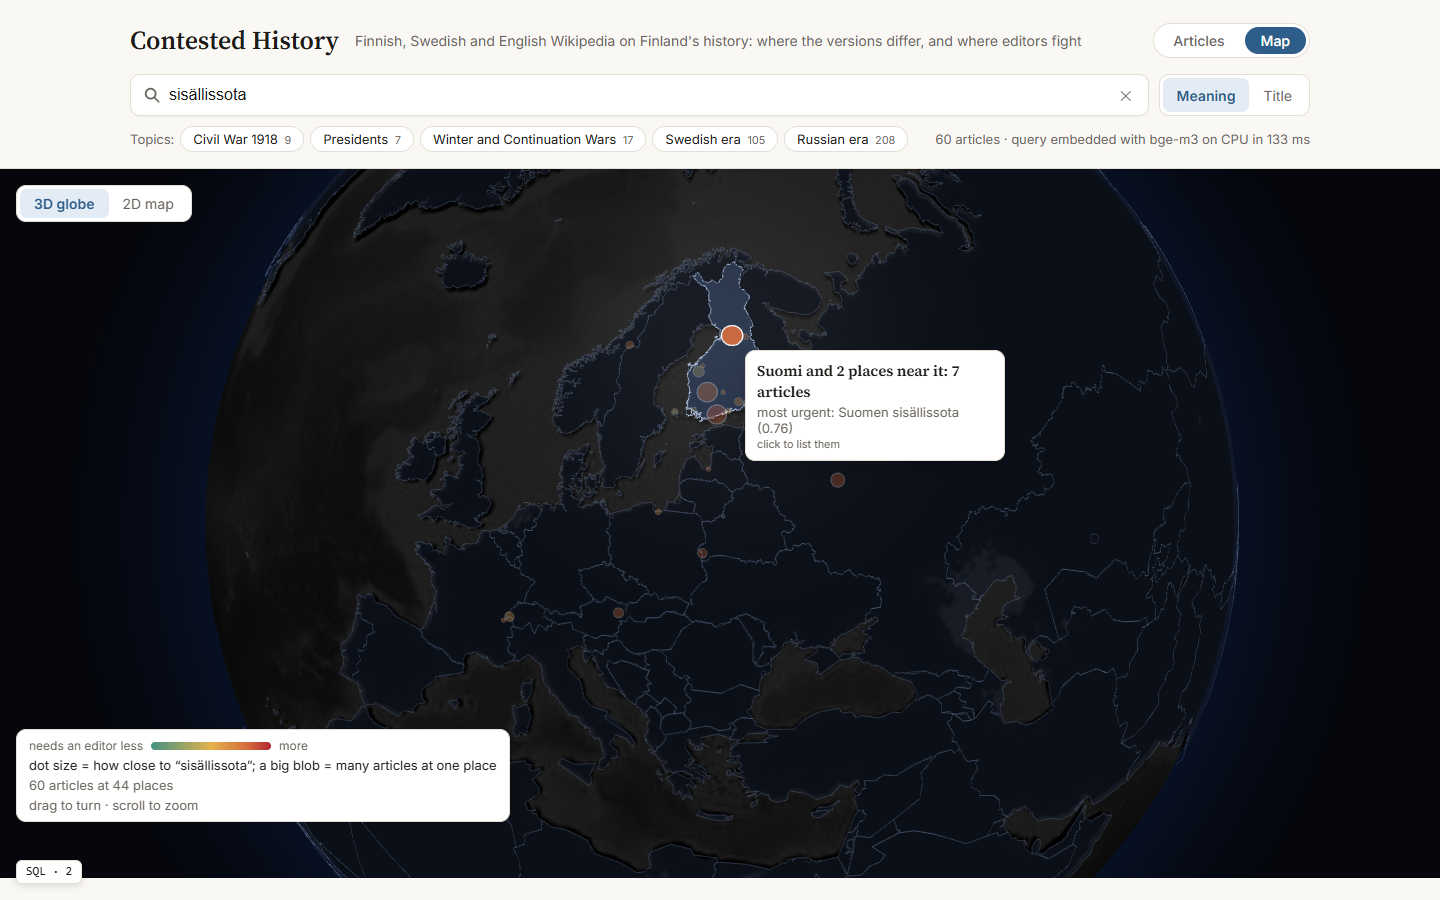 Contested History
Finnish, Swedish and English Wikipedia on Finland's history: where the versions differ, and where editors fight
Articles
Map
sisällissota
Meaning
Title
Topics:
Civil War 1918 9
Presidents 7
Winter and Continuation Wars 17
Swedish era 105
Russian era 208
60 articles · query embedded with bge-m3 on CPU in 133 ms
3D globe
2D map
Suomi and 2 places near it: 7
articles
most urgent: Suomen sisällissota
(0.76)
click to list them
needs an editor less
more
dot size = how close to “sisällissota”; a big blob = many articles at one place
60 articles at 44 places
drag to turn · scroll to zoom
SQL · 2